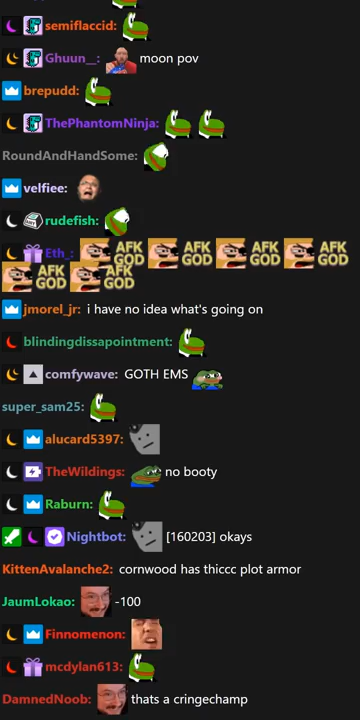 semiflaccid:
Ghuun__: moon pov
brepudd:
ThePhantomNinja:
RoundAndHandSome:
velfiee:
rudefish:
Eth_: AFK GOD AFK GOD AFK GOD AFK GOD
AFK GOD AFK GOD
jmorel_jr: i have no idea what's going on
blindingdissapointment:
comfywave: GOTH EMS
super_sam25:
alucard5397:
TheWildings: no booty
Raburn:
Nightbot: [160203] okays
KittenAvalanche2: cornwood has thiccc plot armor
JaumLokao: -100
Finnomenon:
mcdylan613:
DamnedNoob: thats a cringechamp